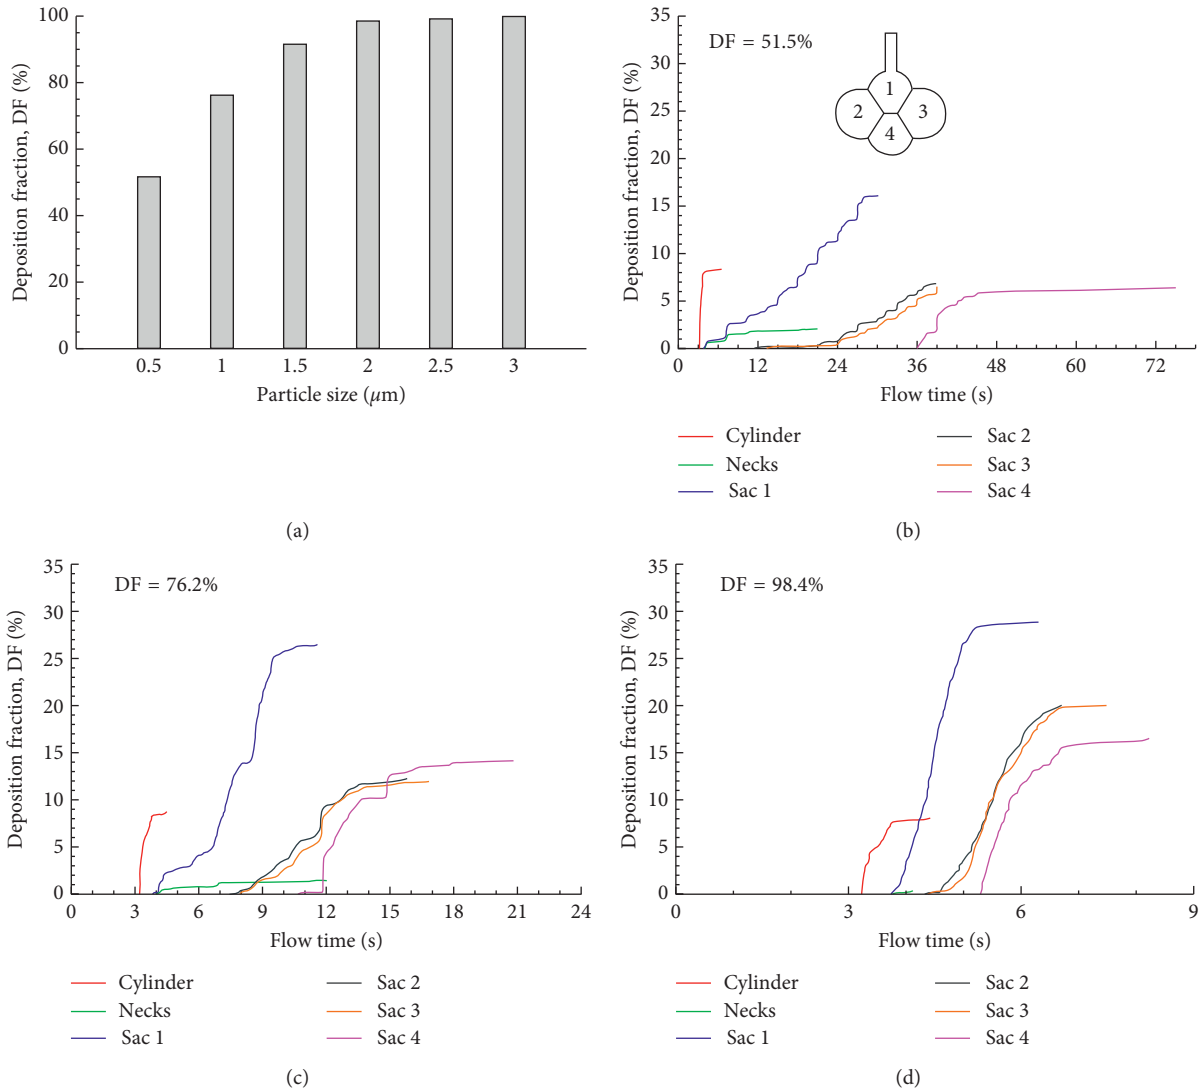 Deposition fraction, DF (%)
100
80
60
40
20
0
0.5 1 1.5 2 2.5 3
Particle size (μm)
(a)
Deposition fraction, DF (%)
35
30
25
20
15
10
5
0
DF = 51.5%
1
2
3
4
0 12 24 36 48 60 72
Flow time (s)
Cylinder
Necks
Sac 1
Sac 2
Sac 3
Sac 4
(b)
Deposition fraction, DF (%)
35
30
25
20
15
10
5
0
DF = 76.2%
0 3 6 9 12 15 18 21 24
Flow time (s)
Cylinder
Necks
Sac 1
Sac 2
Sac 3
Sac 4
(c)
Deposition fraction, DF (%)
35
30
25
20
15
10
5
0
DF = 98.4%
0 3 6 9
Flow time (s)
Cylinder
Necks
Sac 1
Sac 2
Sac 3
Sac 4
(d)